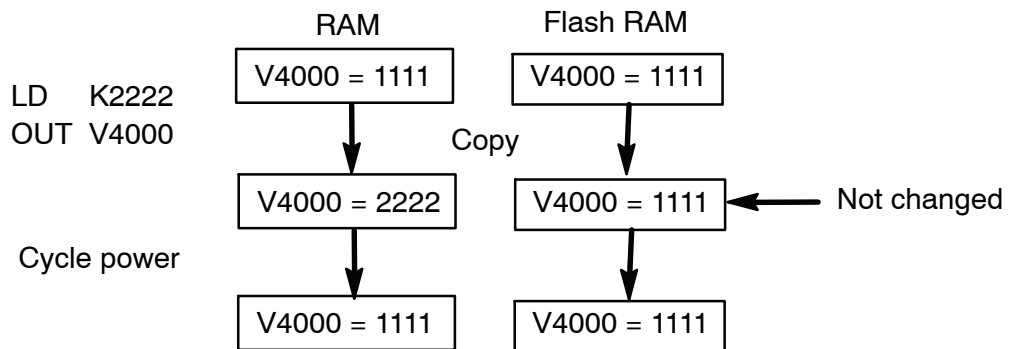 RAM
Flash RAM
V4000 = 1111
V4000 = 1111
LD K2222
OUT V4000
Copy
V4000 = 2222
V4000 = 1111
Not changed
Cycle power
V4000 = 1111
V4000 = 1111